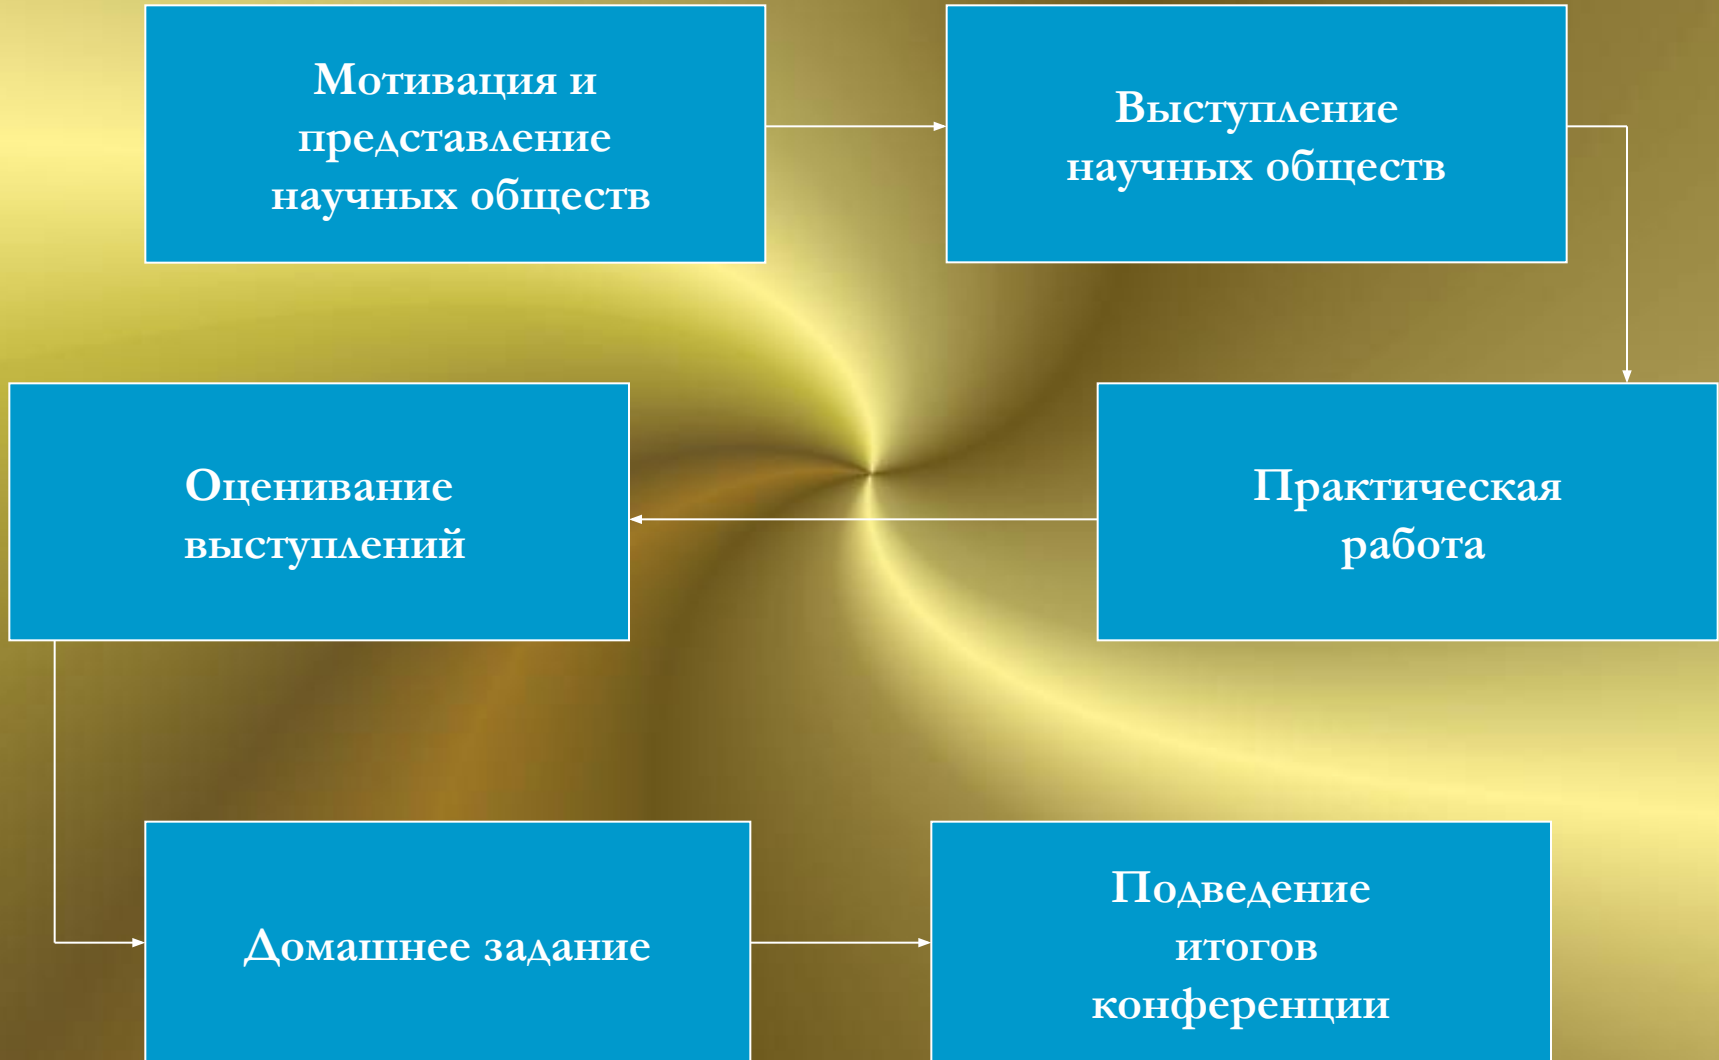 Мотивация и
представление
научных обществ
Выступление
научных обществ
Практическая
работа
Оценивание
выступлений
Домашнее задание
Подведение
итогов
конференции